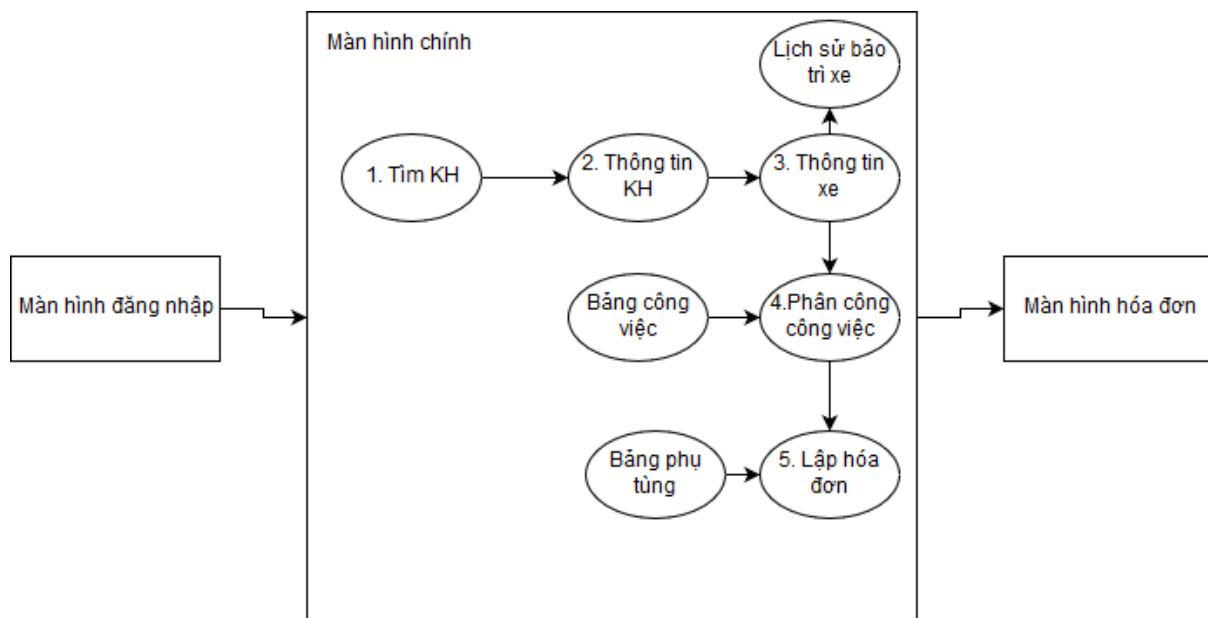 Màn hình chính
Lịch sử bảo
trì xe
1. Tìm KH
2. Thông tin
KH
3. Thông tin
xe
Màn hình đăng nhập
Bảng công
việc
4.Phân công
công việc
Màn hình hóa đơn
Bảng phụ
tùng
5. Lập hóa
đơn